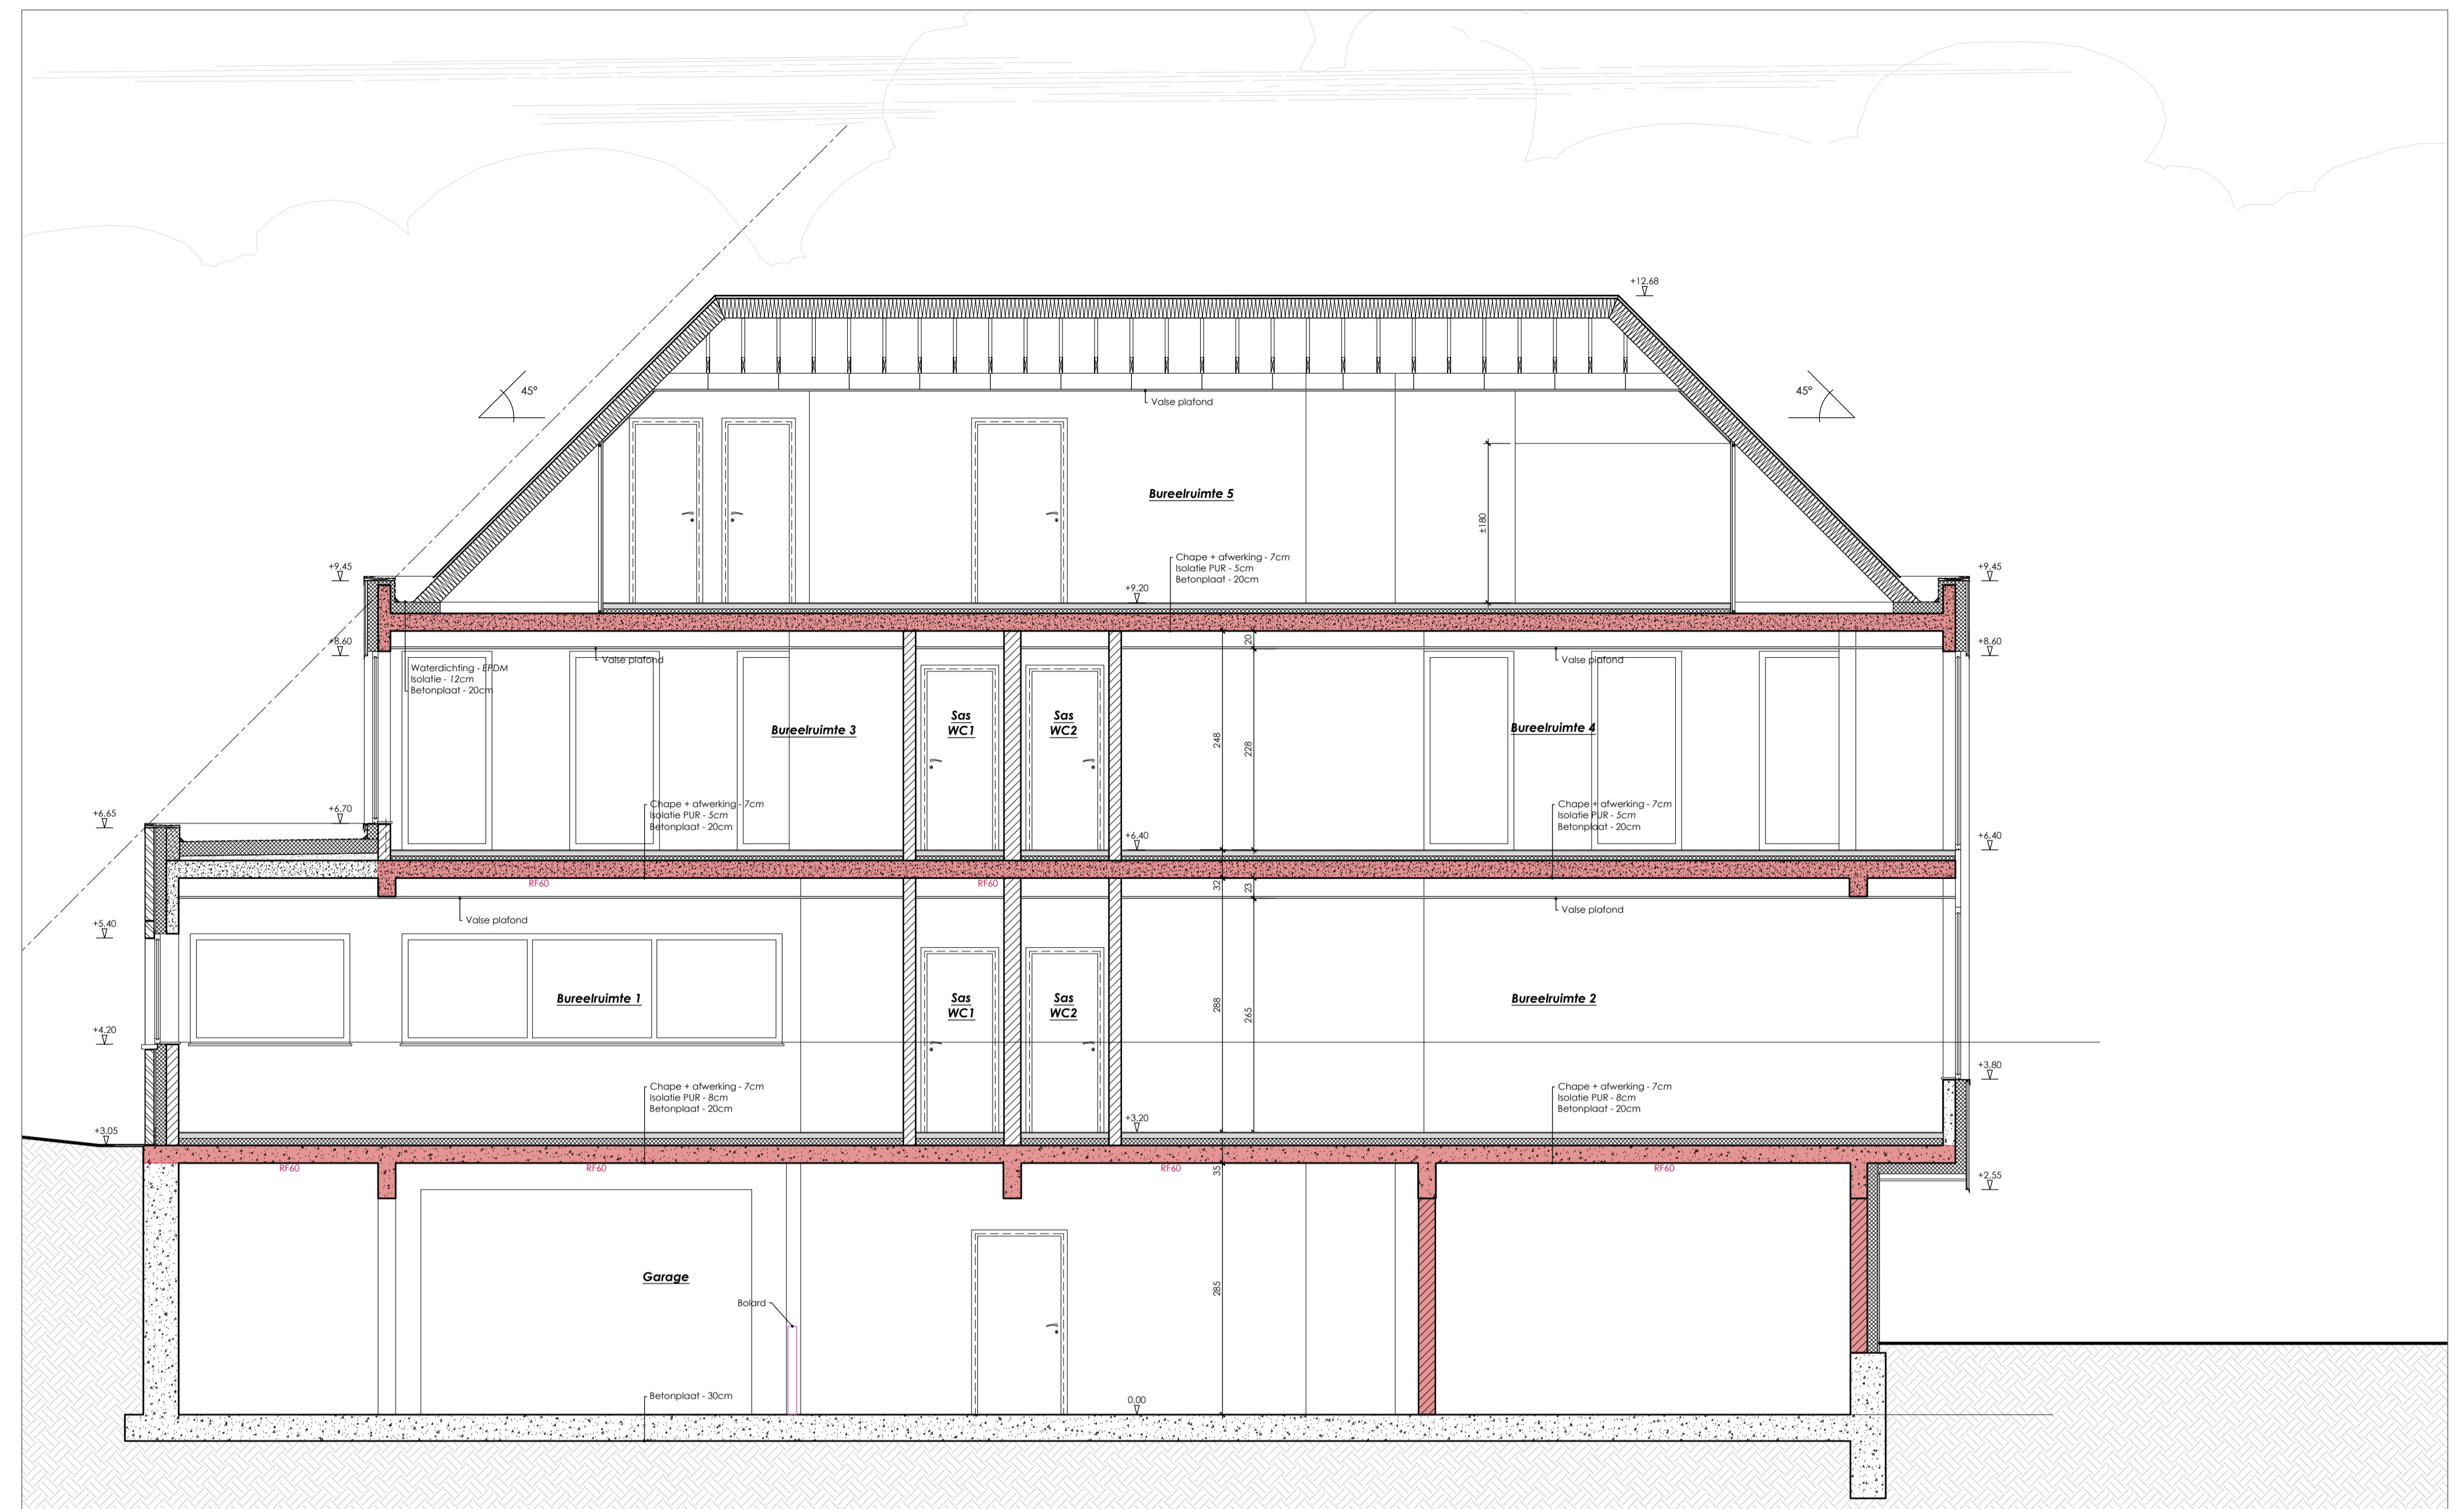 +12.68
45°
45°
Valse plafond
Bureelruimte 5
±180
Chape + afwerking - 7cm
Isolatie PUR - 5cm
Betonplaat - 20cm
+9.45
+9.45
+9.20
+8.60
+8.60
20
Valse plafond
Valse plafond
Waterdichting - EPDM
Isolatie - 12cm
Betonplaat - 20cm
Bureelruimte 3
Sas
WC1
Sas
WC2
248
228
Bureelruimte 4
Chape + afwerking - 7cm
Isolatie PUR - 5cm
Betonplaat - 20cm
Chape + afwerking - 7cm
Isolatie PUR - 5cm
Betonplaat - 20cm
+6.65
+6.70
+6.40
+6.40
RF60
RF60
32
23
Valse plafond
Valse plafond
+5.40
Bureelruimte 1
Sas
WC1
Sas
WC2
288
265
Bureelruimte 2
+4.20
+3.80
Chape + afwerking - 7cm
Isolatie PUR - 8cm
Betonplaat - 20cm
Chape + afwerking - 7cm
Isolatie PUR - 8cm
Betonplaat - 20cm
+3.05
+3.20
RF60
RF60
RF60
RF60
35
+2.55
Garage
Bolard
285
Betonplaat - 30cm
0.00